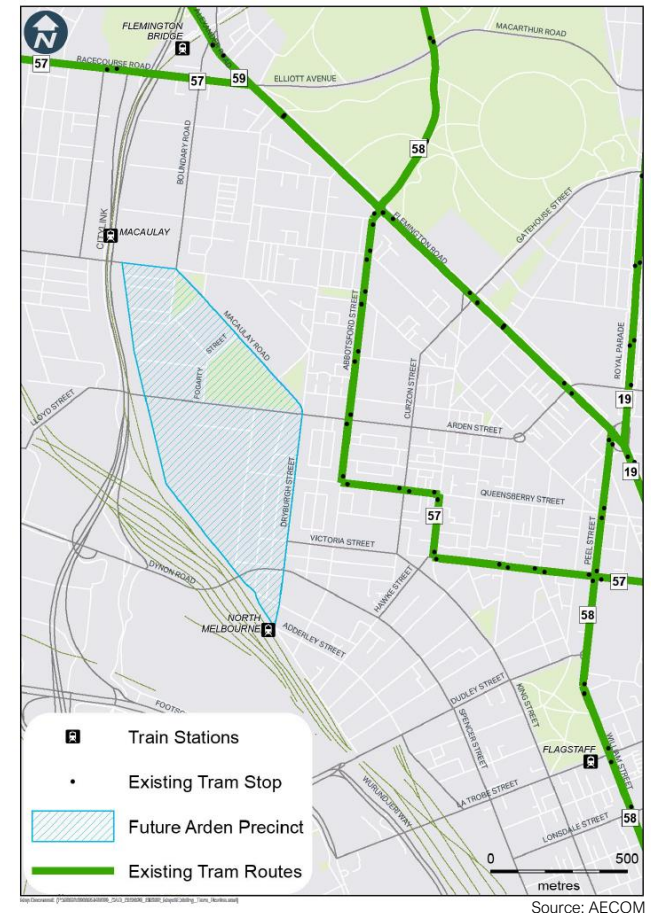 N
FLEMINGTON
BRIDGE
MACARTHUR ROAD
57
RACECOURSE ROAD
57
59
ELLIOTT AVENUE
BOUNDARY ROAD
58
GATEHOUSE STREET
CITYLINK
MACAULAY
FLEMINGTON ROAD
MACAULAY ROAD
ABBOTSFORD STREET
ROYAL PARADE
FOGARTY
STREET
CURZON STREET
19
LLOYD STREET
ARDEN STREET
19
DRYBURGH STREET
QUEENSBERRY STREET
57
PEEL STREET
VICTORIA STREET
DYNON ROAD
57
HAWKE STREET
58
NORTH
MELBOURNE
ADDERLEY STREET
DUDLEY STREET
KING STREET
SPENCER STREET
FLAGSTAFF
WILLIAM STREET
WURUNDJERI WAY
LA TROBE STREET
58
LONSDALE STREET
Train Stations
Existing Tram Stop
Future Arden Precinct
Existing Tram Routes
0
500
metres
Source: AECOM